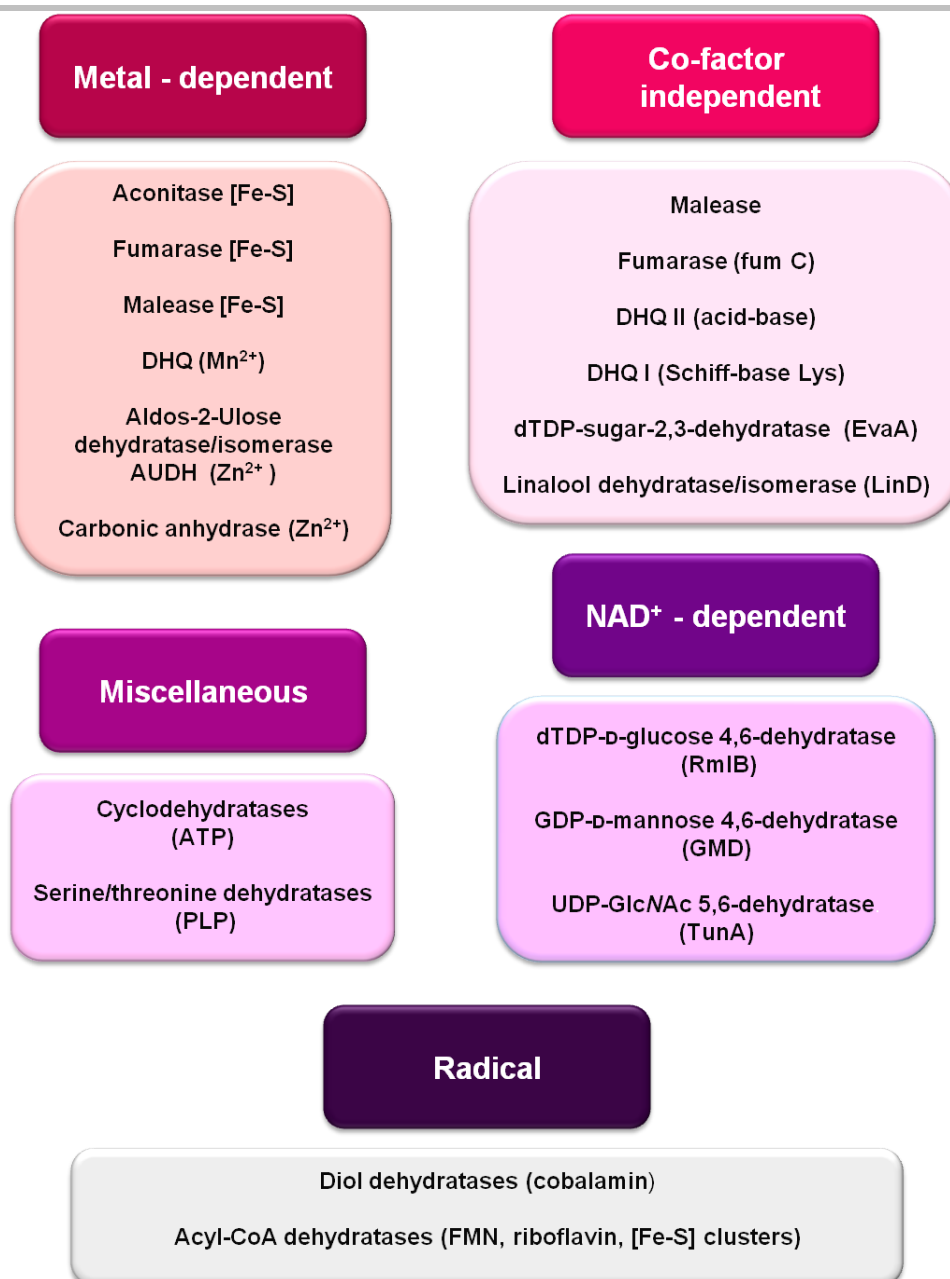 Metal - dependent
Aconitase [Fe-S]
Fumarase [Fe-S]
Malease [Fe-S]
DHQ (Mn²⁺)
Aldos-2-Ulose
dehydratase/isomerase
AUDH (Zn²⁺ )
Carbonic anhydrase (Zn²⁺)
Co-factor
independent
Malease
Fumarase (fum C)
DHQ II (acid-base)
DHQ I (Schiff-base Lys)
dTDP-sugar-2,3-dehydratase (EvaA)
Linalool dehydratase/isomerase (LinD)
Miscellaneous
Cyclodehydratases
(ATP)
Serine/threonine dehydratases
(PLP)
NAD⁺ - dependent
dTDP-ᴅ-glucose 4,6-dehydratase
(RmlB)
GDP-ᴅ-mannose 4,6-dehydratase
(GMD)
UDP-GlcNAc 5,6-dehydratase
(TunA)
Radical
Diol dehydratases (cobalamin)
Acyl-CoA dehydratases (FMN, riboflavin, [Fe-S] clusters)